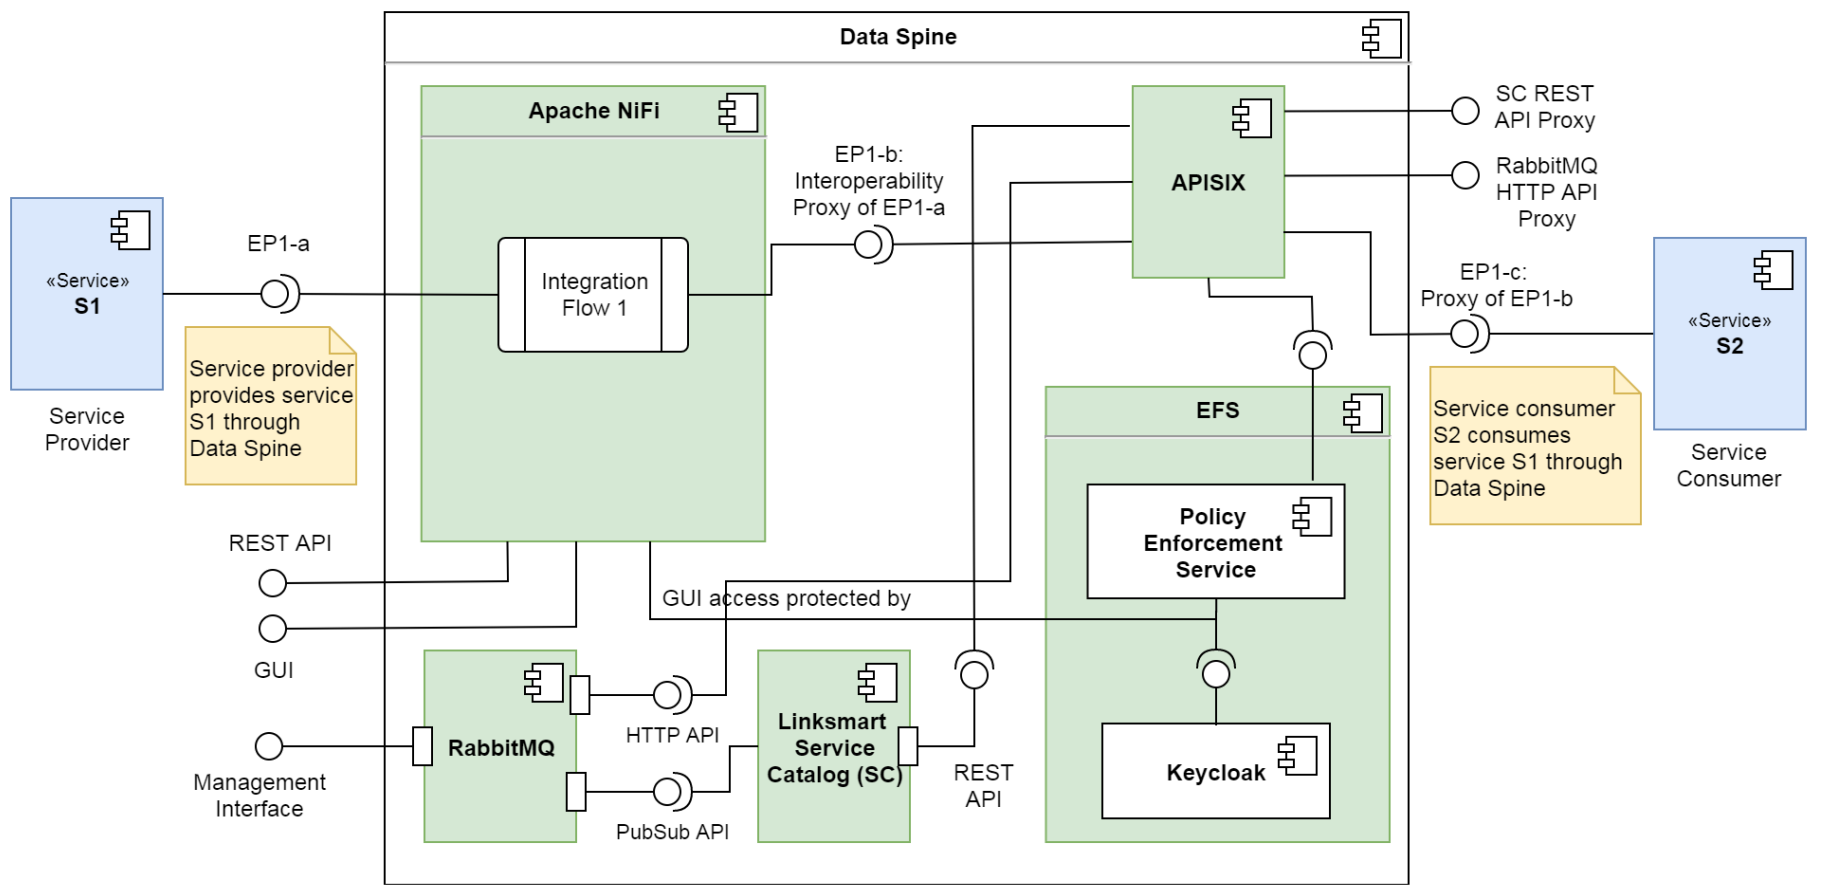 Data Spine
Apache NiFi
SC REST
API Proxy
EP1-b:
Interoperability
Proxy of EP1-a
RabbitMQ
HTTP API
Proxy
APISIX
EP1-a
«Service»
S1
Integration
Flow 1
EP1-c:
Proxy of EP1-b
«Service»
S2
Service provider
provides service
S1 through
Data Spine
Service
Provider
EFS
Service consumer
S2 consumes
service S1 through
Data Spine
Service
Consumer
Policy
Enforcement
Service
REST API
GUI access protected by
GUI
RabbitMQ
HTTP API
Linksmart
Service
Catalog (SC)
REST
API
Keycloak
Management
Interface
PubSub API